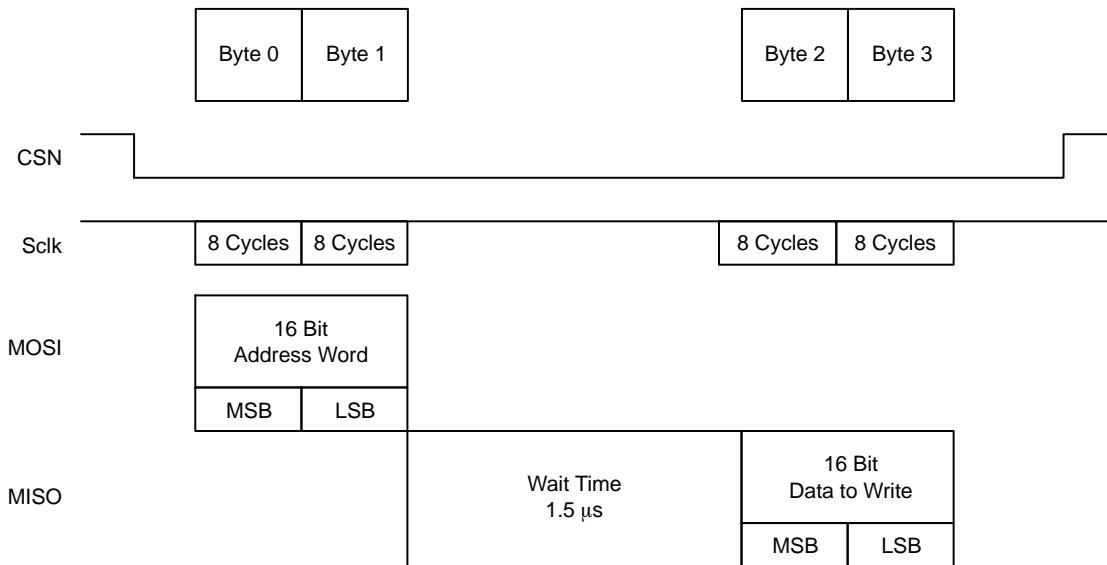 Byte 0 Byte 1 Byte 2 Byte 3
CSN
Sclk 8 Cycles 8 Cycles 8 Cycles 8 Cycles
MOSI
16 Bit
Address Word
MSB LSB
MISO
Wait Time
1.5 μs
16 Bit
Data to Write
MSB LSB